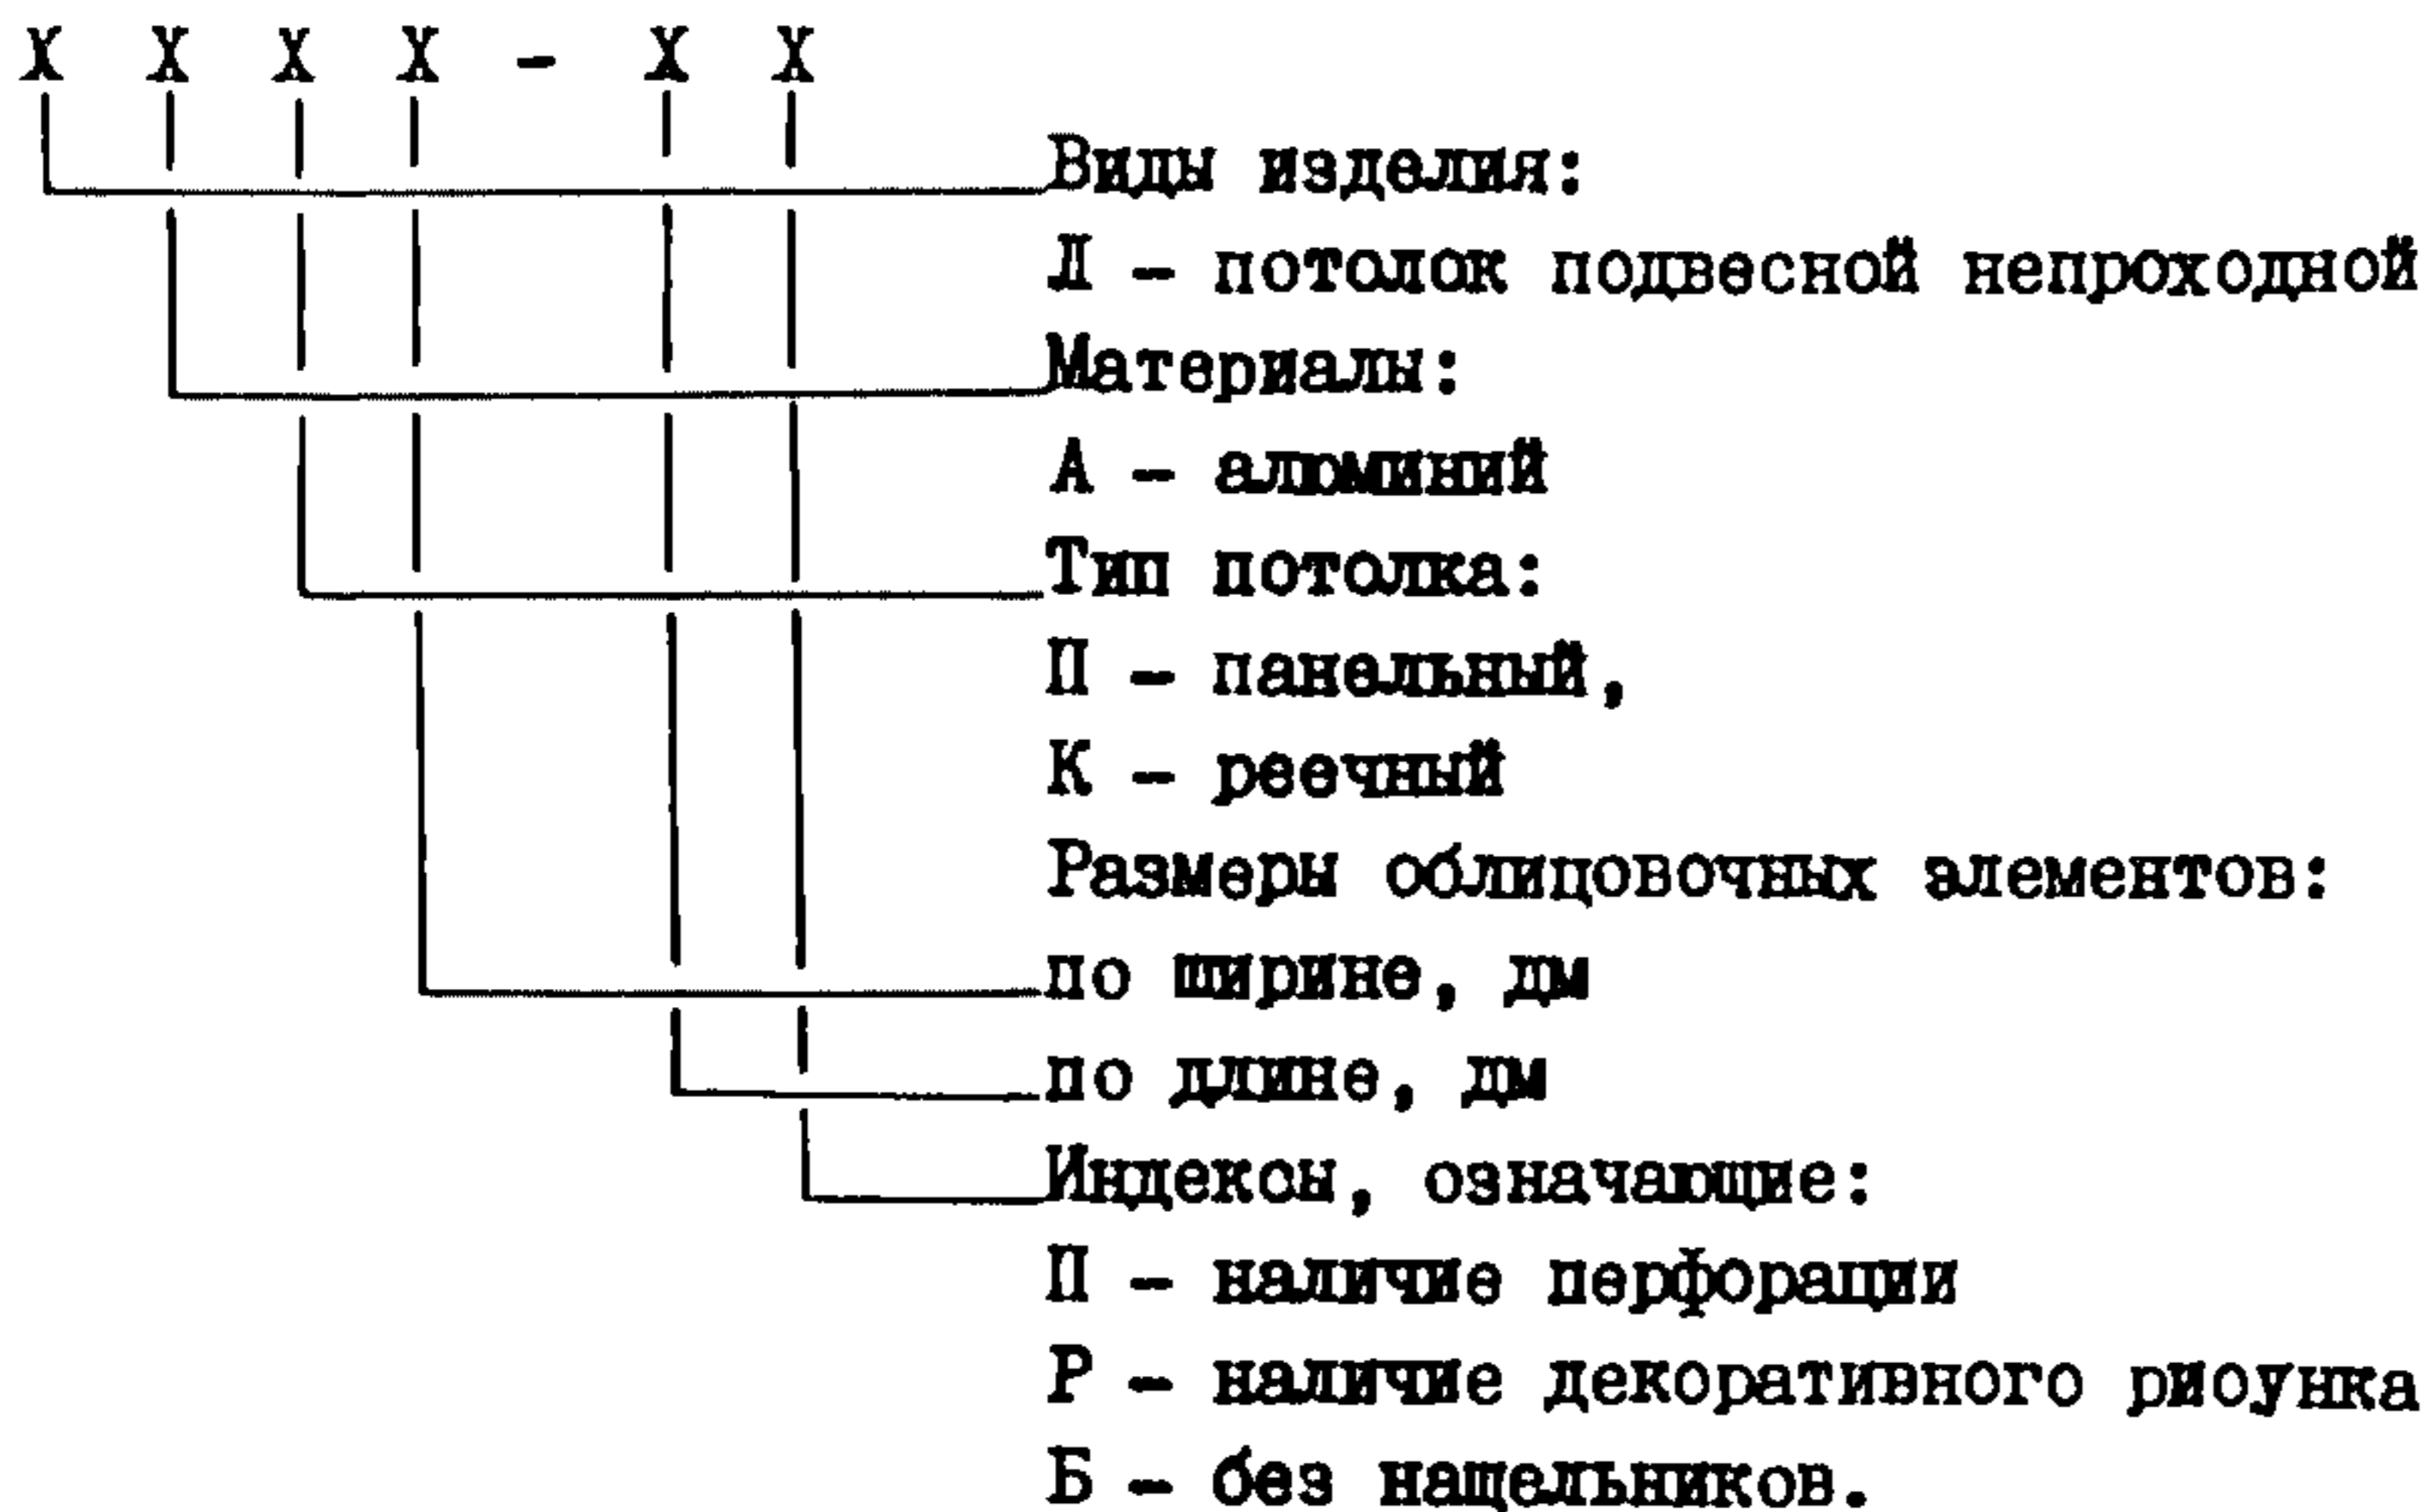 Х Х Х Х - Х Х
Виды изделия:
Л - потолок подвесной непроходной
Материалы:
А - алюминий
Тип потолка:
П - панельный,
К - реечный
Размеры облицовочных элементов:
по ширине, дм
по длине, дм
Индексы, означающие:
П - наличие перфорации
Р - наличие декоративного рисунка
Б - без нащельников.